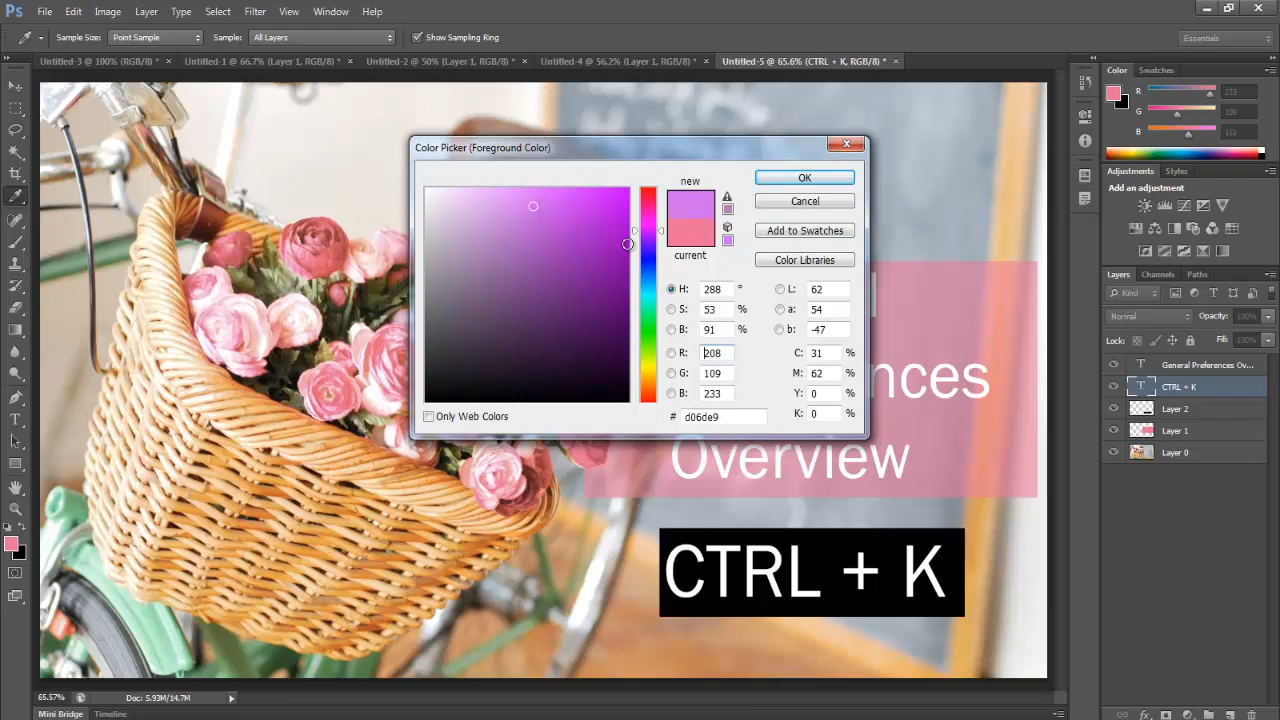 Ps File Edit Image Layer Type Select Filter View Window Help
Sample Size: Point Sample Sample: All Layers Show Sampling Ring Essentials
Untitled-3 @ 100% (RGB/8) * × Untitled-1 @ 66.7% (Layer 1, RGB/8) * × Untitled-2 @ 50% (Layer 1, RGB/8) * × Untitled-4 @ 56.2% (Layer 1, RGB/8) * × Untitled-5 @ 65.6% (CTRL + K, RGB/8) * ×
Color Swatches
R 233
G 109
B 151
Adjustments Styles
Add an adjustment
Layers Channels Paths
Kind
Normal Opacity: 100%
Lock: Fill: 100%
T General Preferences Ov...
T CTRL + K
Layer 2
Layer 1
Layer 0
Color Picker (Foreground Color)
new
current
OK
Cancel
Add to Swatches
Color Libraries
H: 288 °
S: 53 %
B: 91 %
R: 208
G: 109
B: 233
# d06de9
L: 62
a: 54
b: -47
C: 31 %
M: 62 %
Y: 0 %
K: 0 %
Only Web Colors
nces
Overview
CTRL + K
65.57% Doc: 5.93M/14.7M
Mini Bridge Timeline